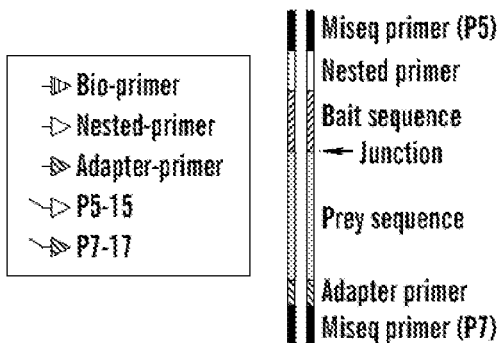 Bio-primer
Nested-primer
Adapter-primer
P5-15
P7-17
Miseq primer (P5)
Nested primer
Bait sequence
Junction
Prey sequence
Adapter primer
Miseq primer (P7)